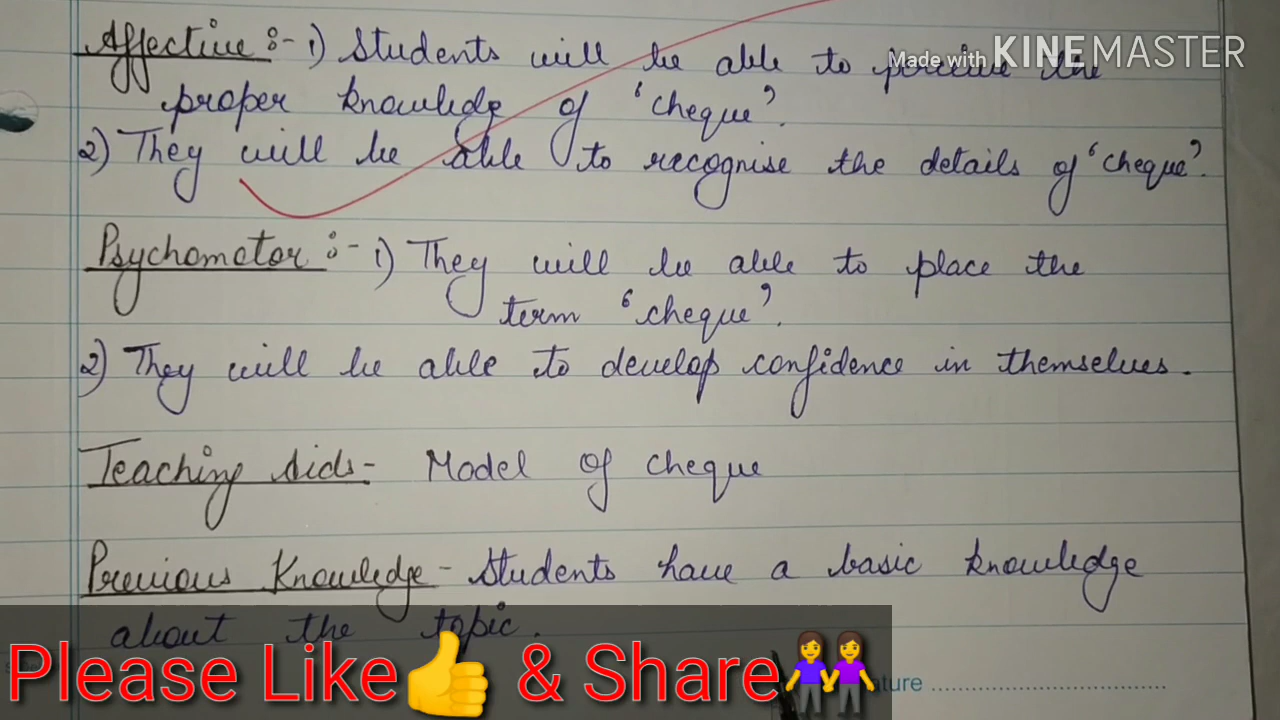 Made with KINEMASTER
Affective :- 1) Students will be able to percieve the
proper knowledge of 'cheque'.
2) They will be able to recognise the details of 'cheque'.
Psychomotor :- 1) They will be able to place the
term 'cheque'.
2) They will be able to develop confidence in themselves.
Teaching Aids- Model of cheque
Previous Knowledge - Students have a basic knowledge
about the topic.
Please Like👍 & Share👭
ature ....................................